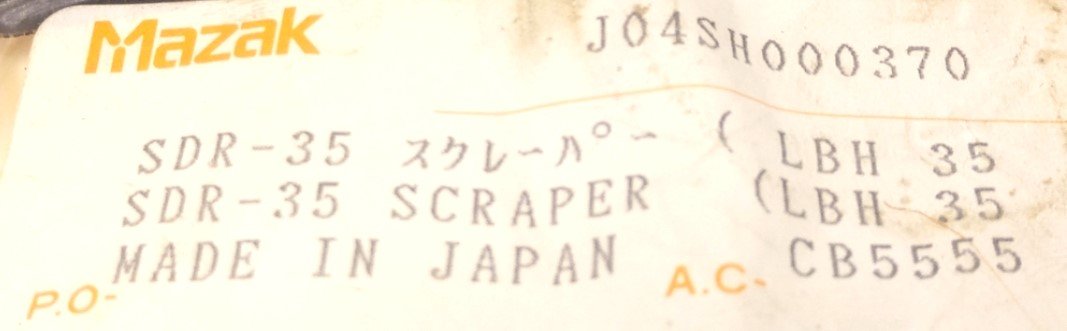 Mazak J04SH000370
SDR-35 スクレーパー ( LBH 35
SDR-35 SCRAPER (LBH 35
MADE IN JAPAN CB5555
P.O- A.C-